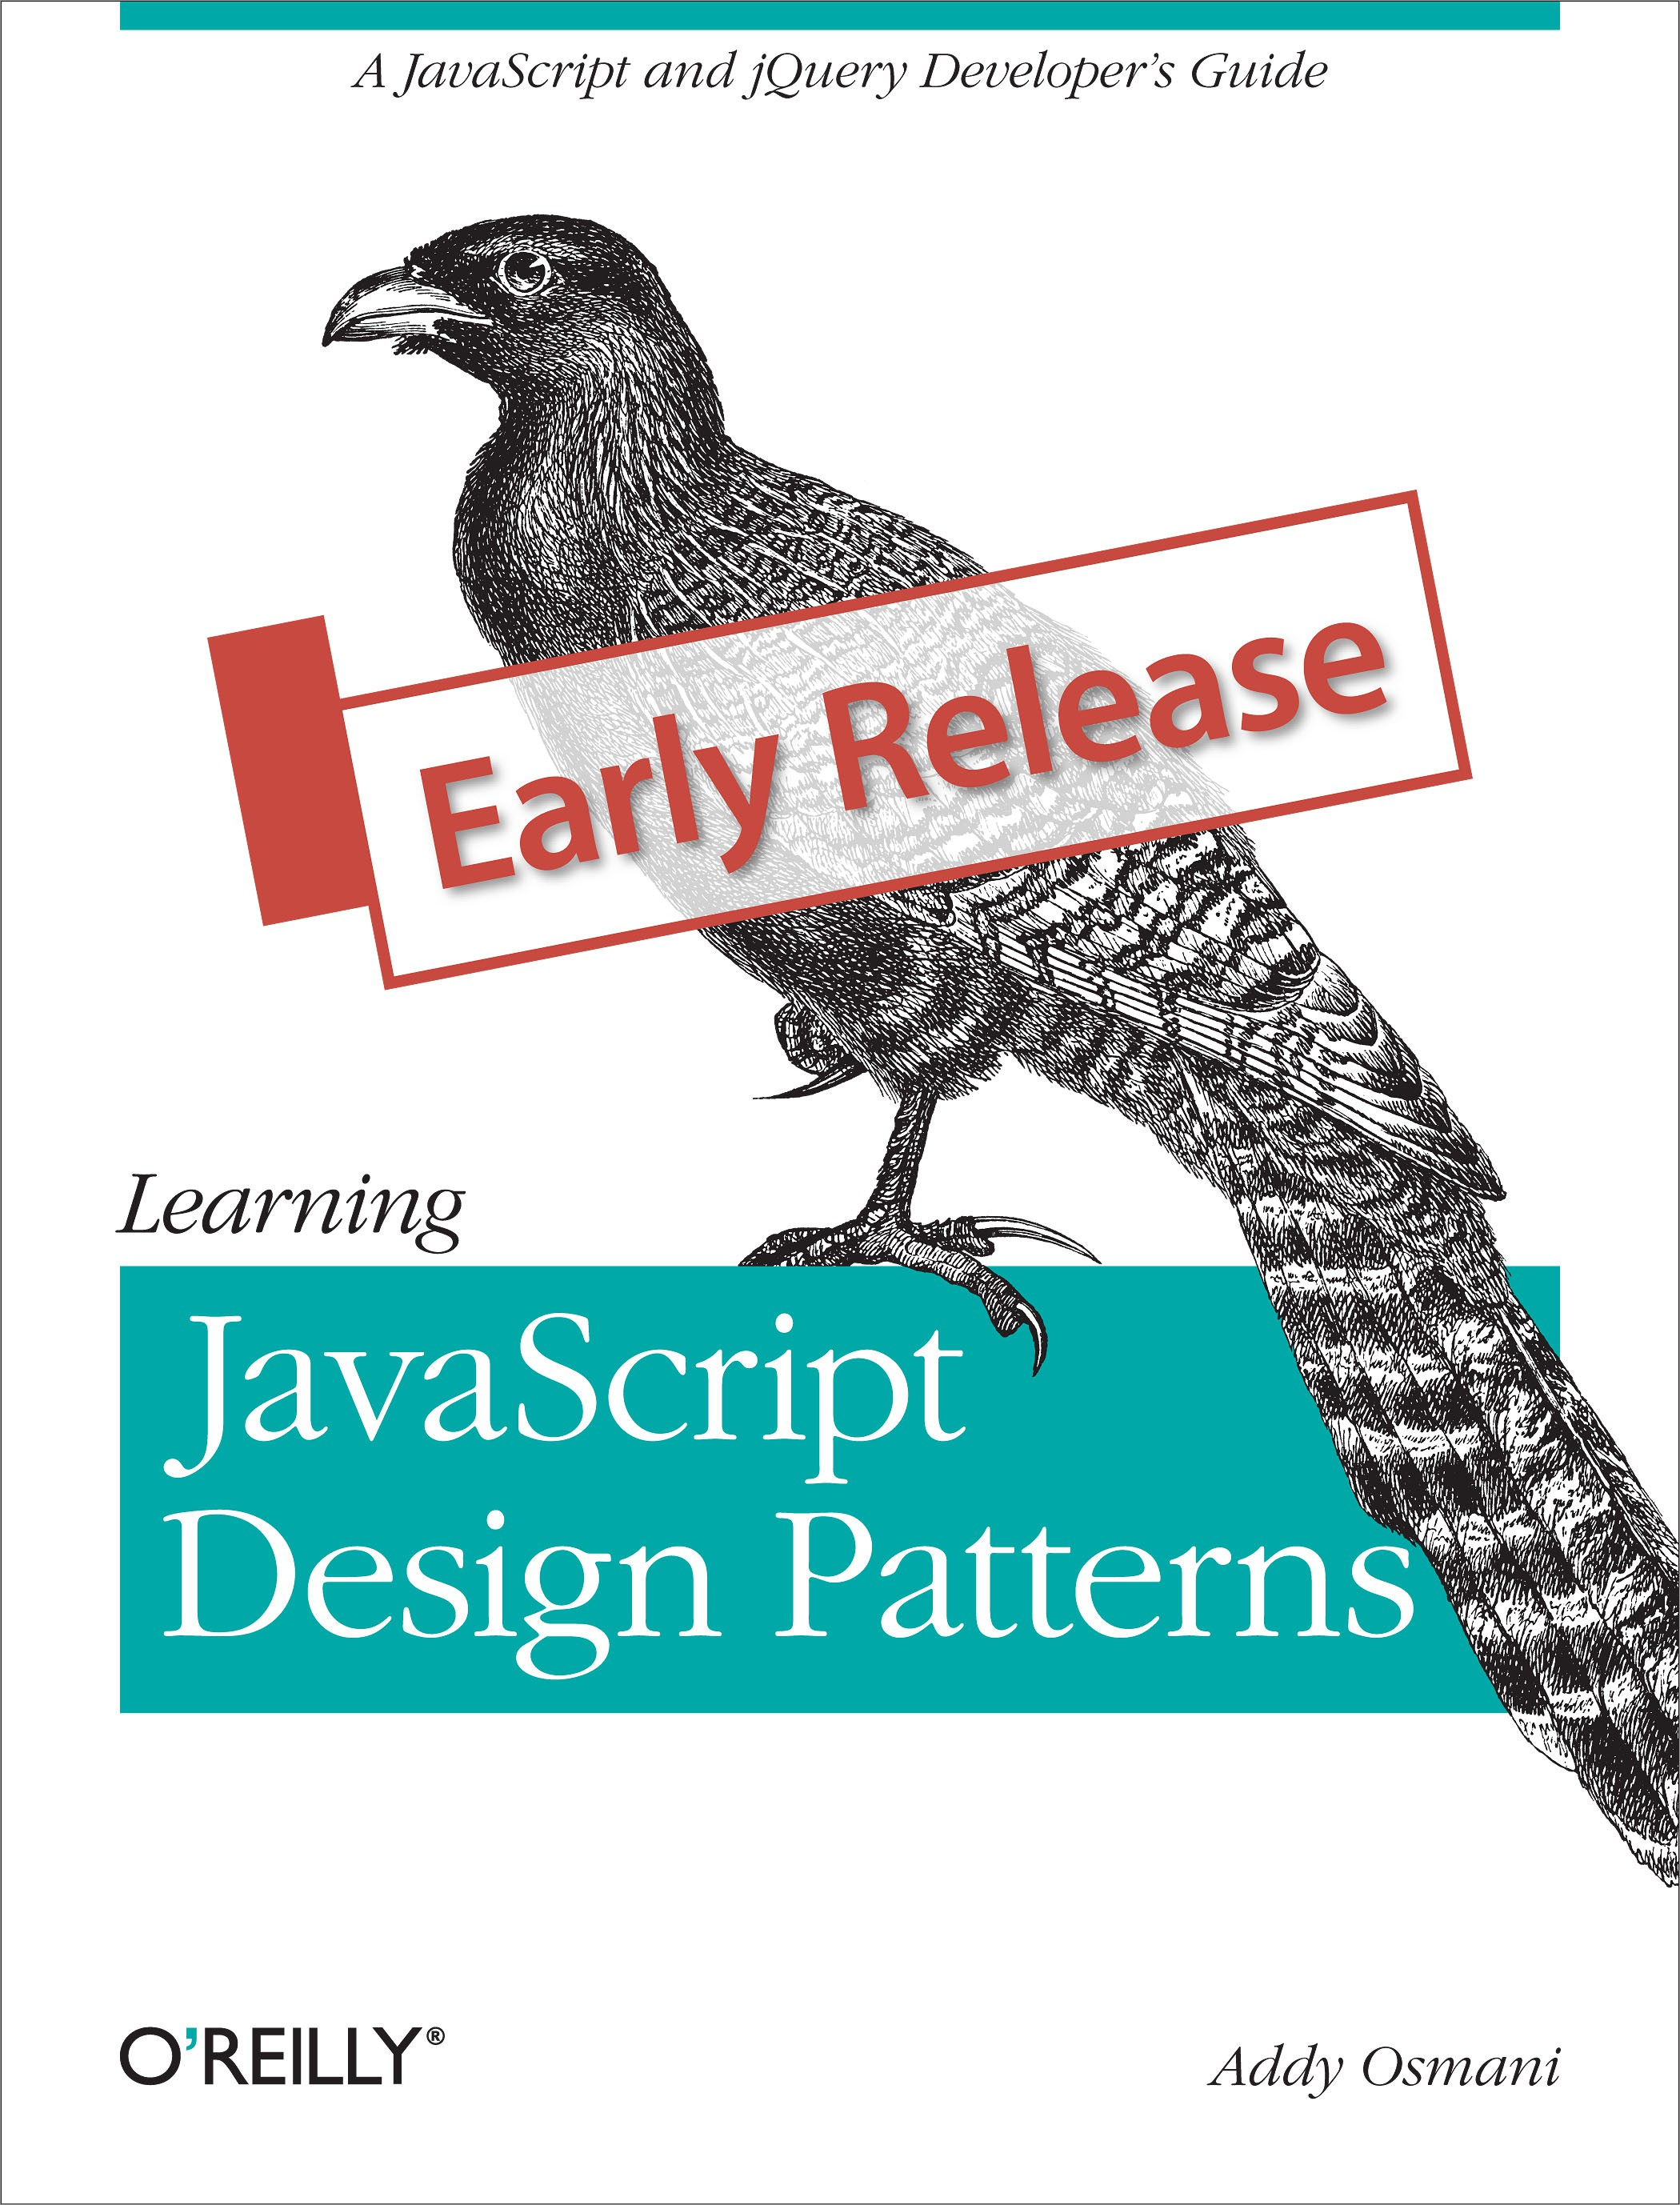 A JavaScript and jQuery Developer's Guide
Early Release
Learning
JavaScript
Design Patterns
O'REILLY®
Addy Osmani